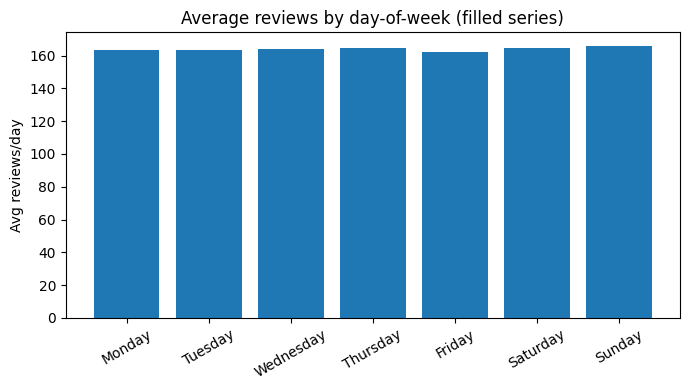 Average reviews by day-of-week (filled series)
Avg reviews/day
160
140
120
100
80
60
40
20
0
Monday
Tuesday
Wednesday
Thursday
Friday
Saturday
Sunday